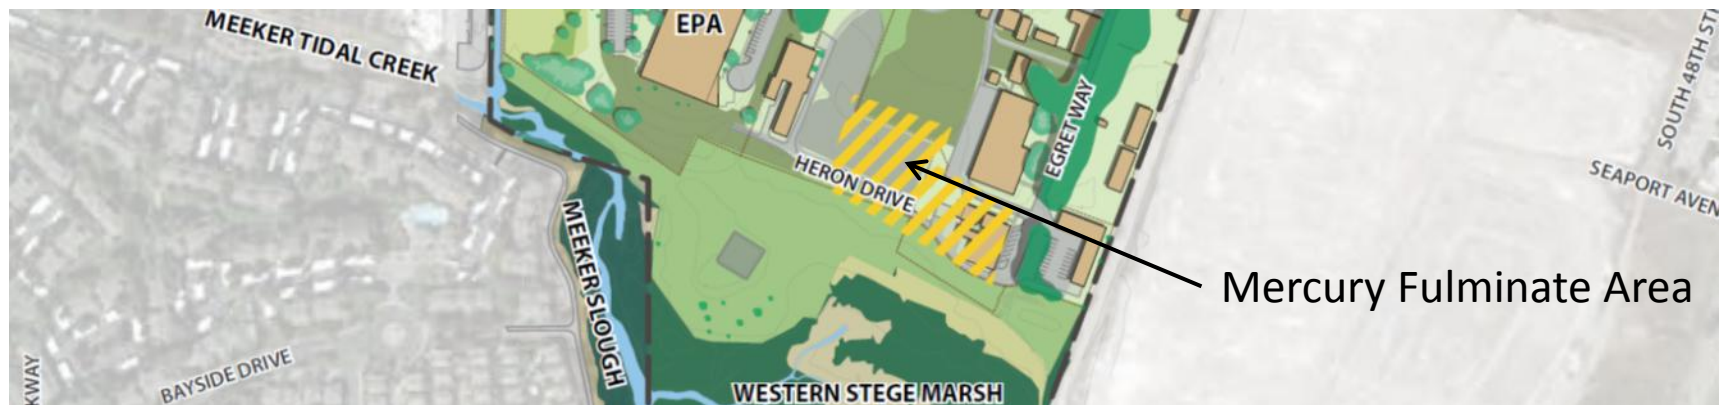 MEEKER TIDAL CREEK
EPA
SOUTH 48TH ST
EGRET WAY
HERON DRIVE
SEAPORT AVEN
MEEKER SLOUGH
Mercury Fulminate Area
KWAY
BAYSIDE DRIVE
WESTERN STEGE MARSH